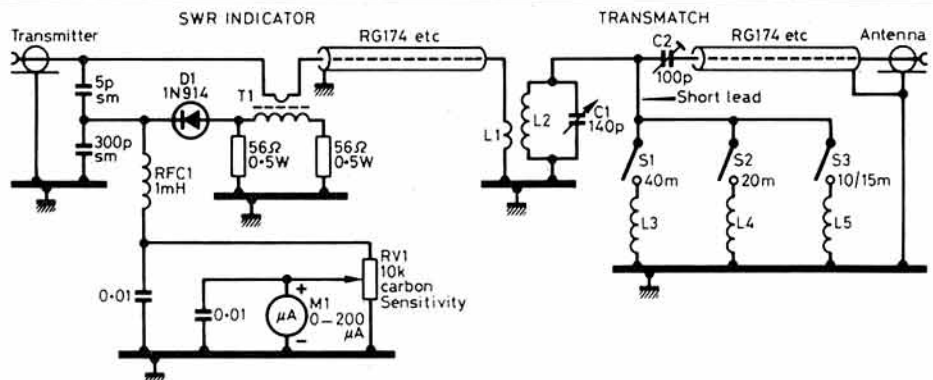 SWR INDICATOR
TRANSMATCH
Transmitter
RG174 etc
C2
100p
RG174 etc
Antenna
5p
sm
D1
1N914
T1
300p
sm
56Ω
0·5W
56Ω
0·5W
RFC1
1mH
L1
L2
C1
140p
Short lead
S1
40m
S2
20m
S3
10/15m
L3
L4
L5
RV1
10k
carbon
Sensitivity
0·01
0·01
+
µA
−
M1
0–200
µA